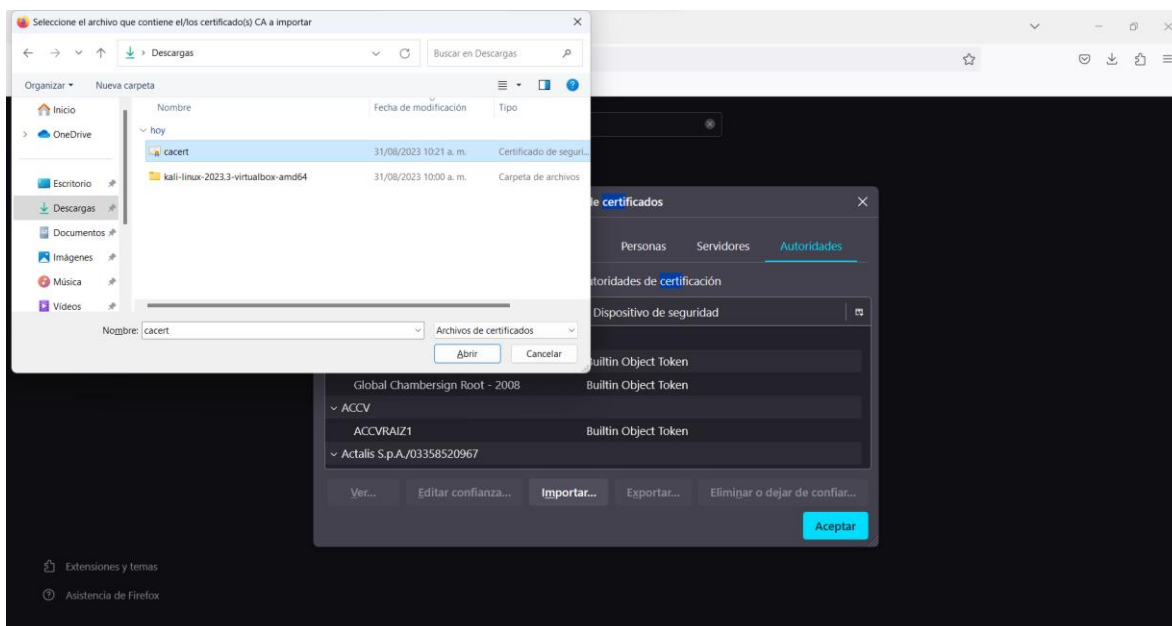 Seleccione el archivo que contiene el/los certificado(s) CA a importar
Descargas
Buscar en Descargas
Organizar
Nueva carpeta
Inicio
OneDrive
Escritorio
Descargas
Documentos
Imágenes
Música
Vídeos
Nombre Fecha de modificación Tipo
hoy
cacert 31/08/2023 10:21 a. m. Certificado de seguri...
kali-linux-2023.3-virtualbox-amd64 31/08/2023 10:00 a. m. Carpeta de archivos
Nombre: cacert
Archivos de certificados
Abrir Cancelar
de certificados
Personas Servidores Autoridades
autoridades de certificación
Dispositivo de seguridad
Builtin Object Token
Global Chambersign Root - 2008 Builtin Object Token
ACCV
ACCVRAIZ1 Builtin Object Token
Actalis S.p.A./03358520967
Ver... Editar confianza... Importar... Exportar... Eliminar o dejar de confiar...
Aceptar
Extensiones y temas
Asistencia de Firefox